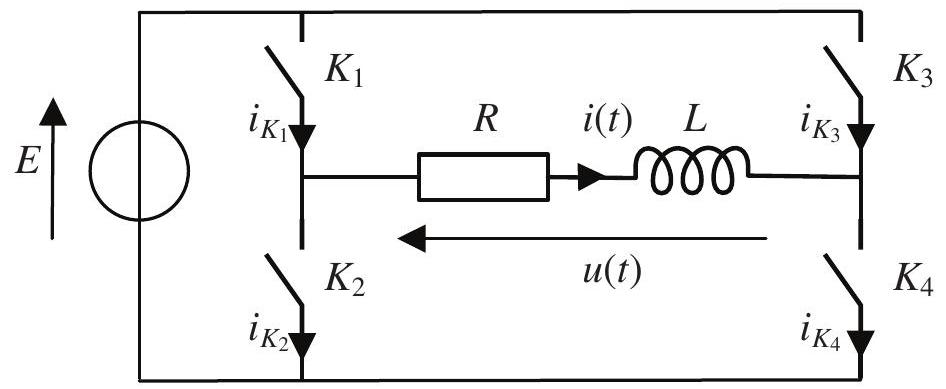 K1 K3
iK1 R i(t) L iK3
E
u(t)
K2 K4
iK2 iK4